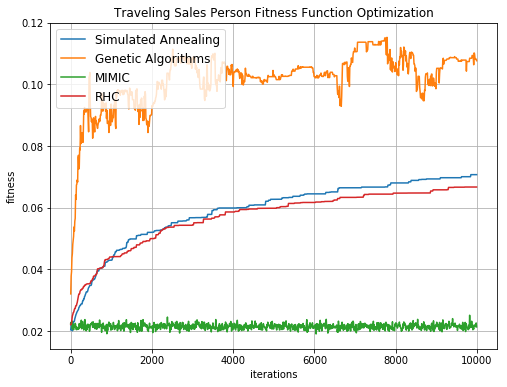 Traveling Sales Person Fitness Function Optimization
0.12
0.10
0.08
0.06
0.04
0.02
fitness
Simulated Annealing
Genetic Algorithms
MIMIC
RHC
0 2000 4000 6000 8000 10000
iterations